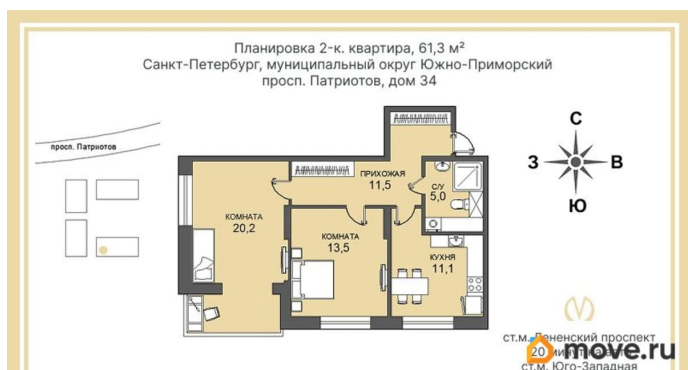 Планировка 2-к. квартира, 61,3 м²
Санкт-Петербург, муниципальный округ Южно-Приморский
просп. Патриотов, дом 34
просп. Патриотов
ПРИХОЖАЯ
11,5
С/У
5,0
КОМНАТА
20,2
КОМНАТА
13,5
КУХНЯ
11,1
С
З
В
Ю
ст.м. Ленинский проспект
20 минут
move.ru
ст.м. Юго-Западная